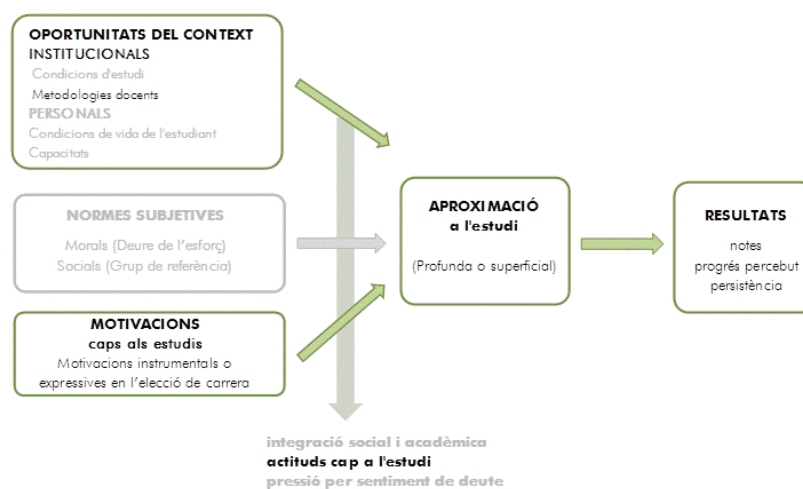 OPORTUNITATS DEL CONTEXT
INSTITUCIONALS
Condicions d'estudi
Metodologies docents
PERSONALS
Condicions de vida de l'estudiant
Capacitats
NORMES SUBJETIVES
Morals (Deure de l'esforç)
Socials (Grup de referència)
MOTIVACIONS
caps als estudis
Motivacions instrumentals o
expressives en l'elecció de carrera
APROXIMACIÓ
a l'estudi
(Profunda o superficial)
RESULTATS
notes
progrés percebut
persistència
integració social i acadèmica
actituds cap a l'estudi
pressió per sentiment de deute